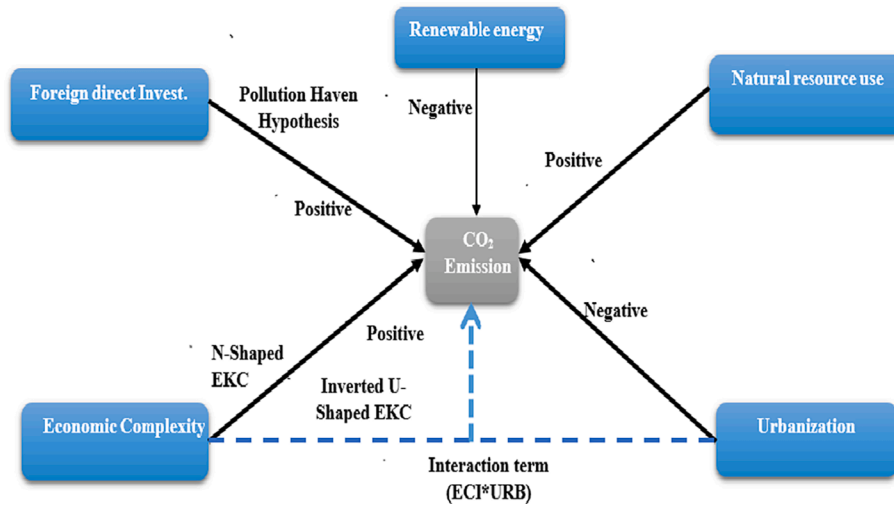 Renewable energy
Foreign direct Invest.
Pollution Haven
Hypothesis
Natural resource use
Negative
Positive
Positive
CO₂
Emission
Negative
Positive
N-Shaped
EKC
Inverted U-
Shaped EKC
Economic Complexity
Urbanization
Interaction term
(ECI*URB)